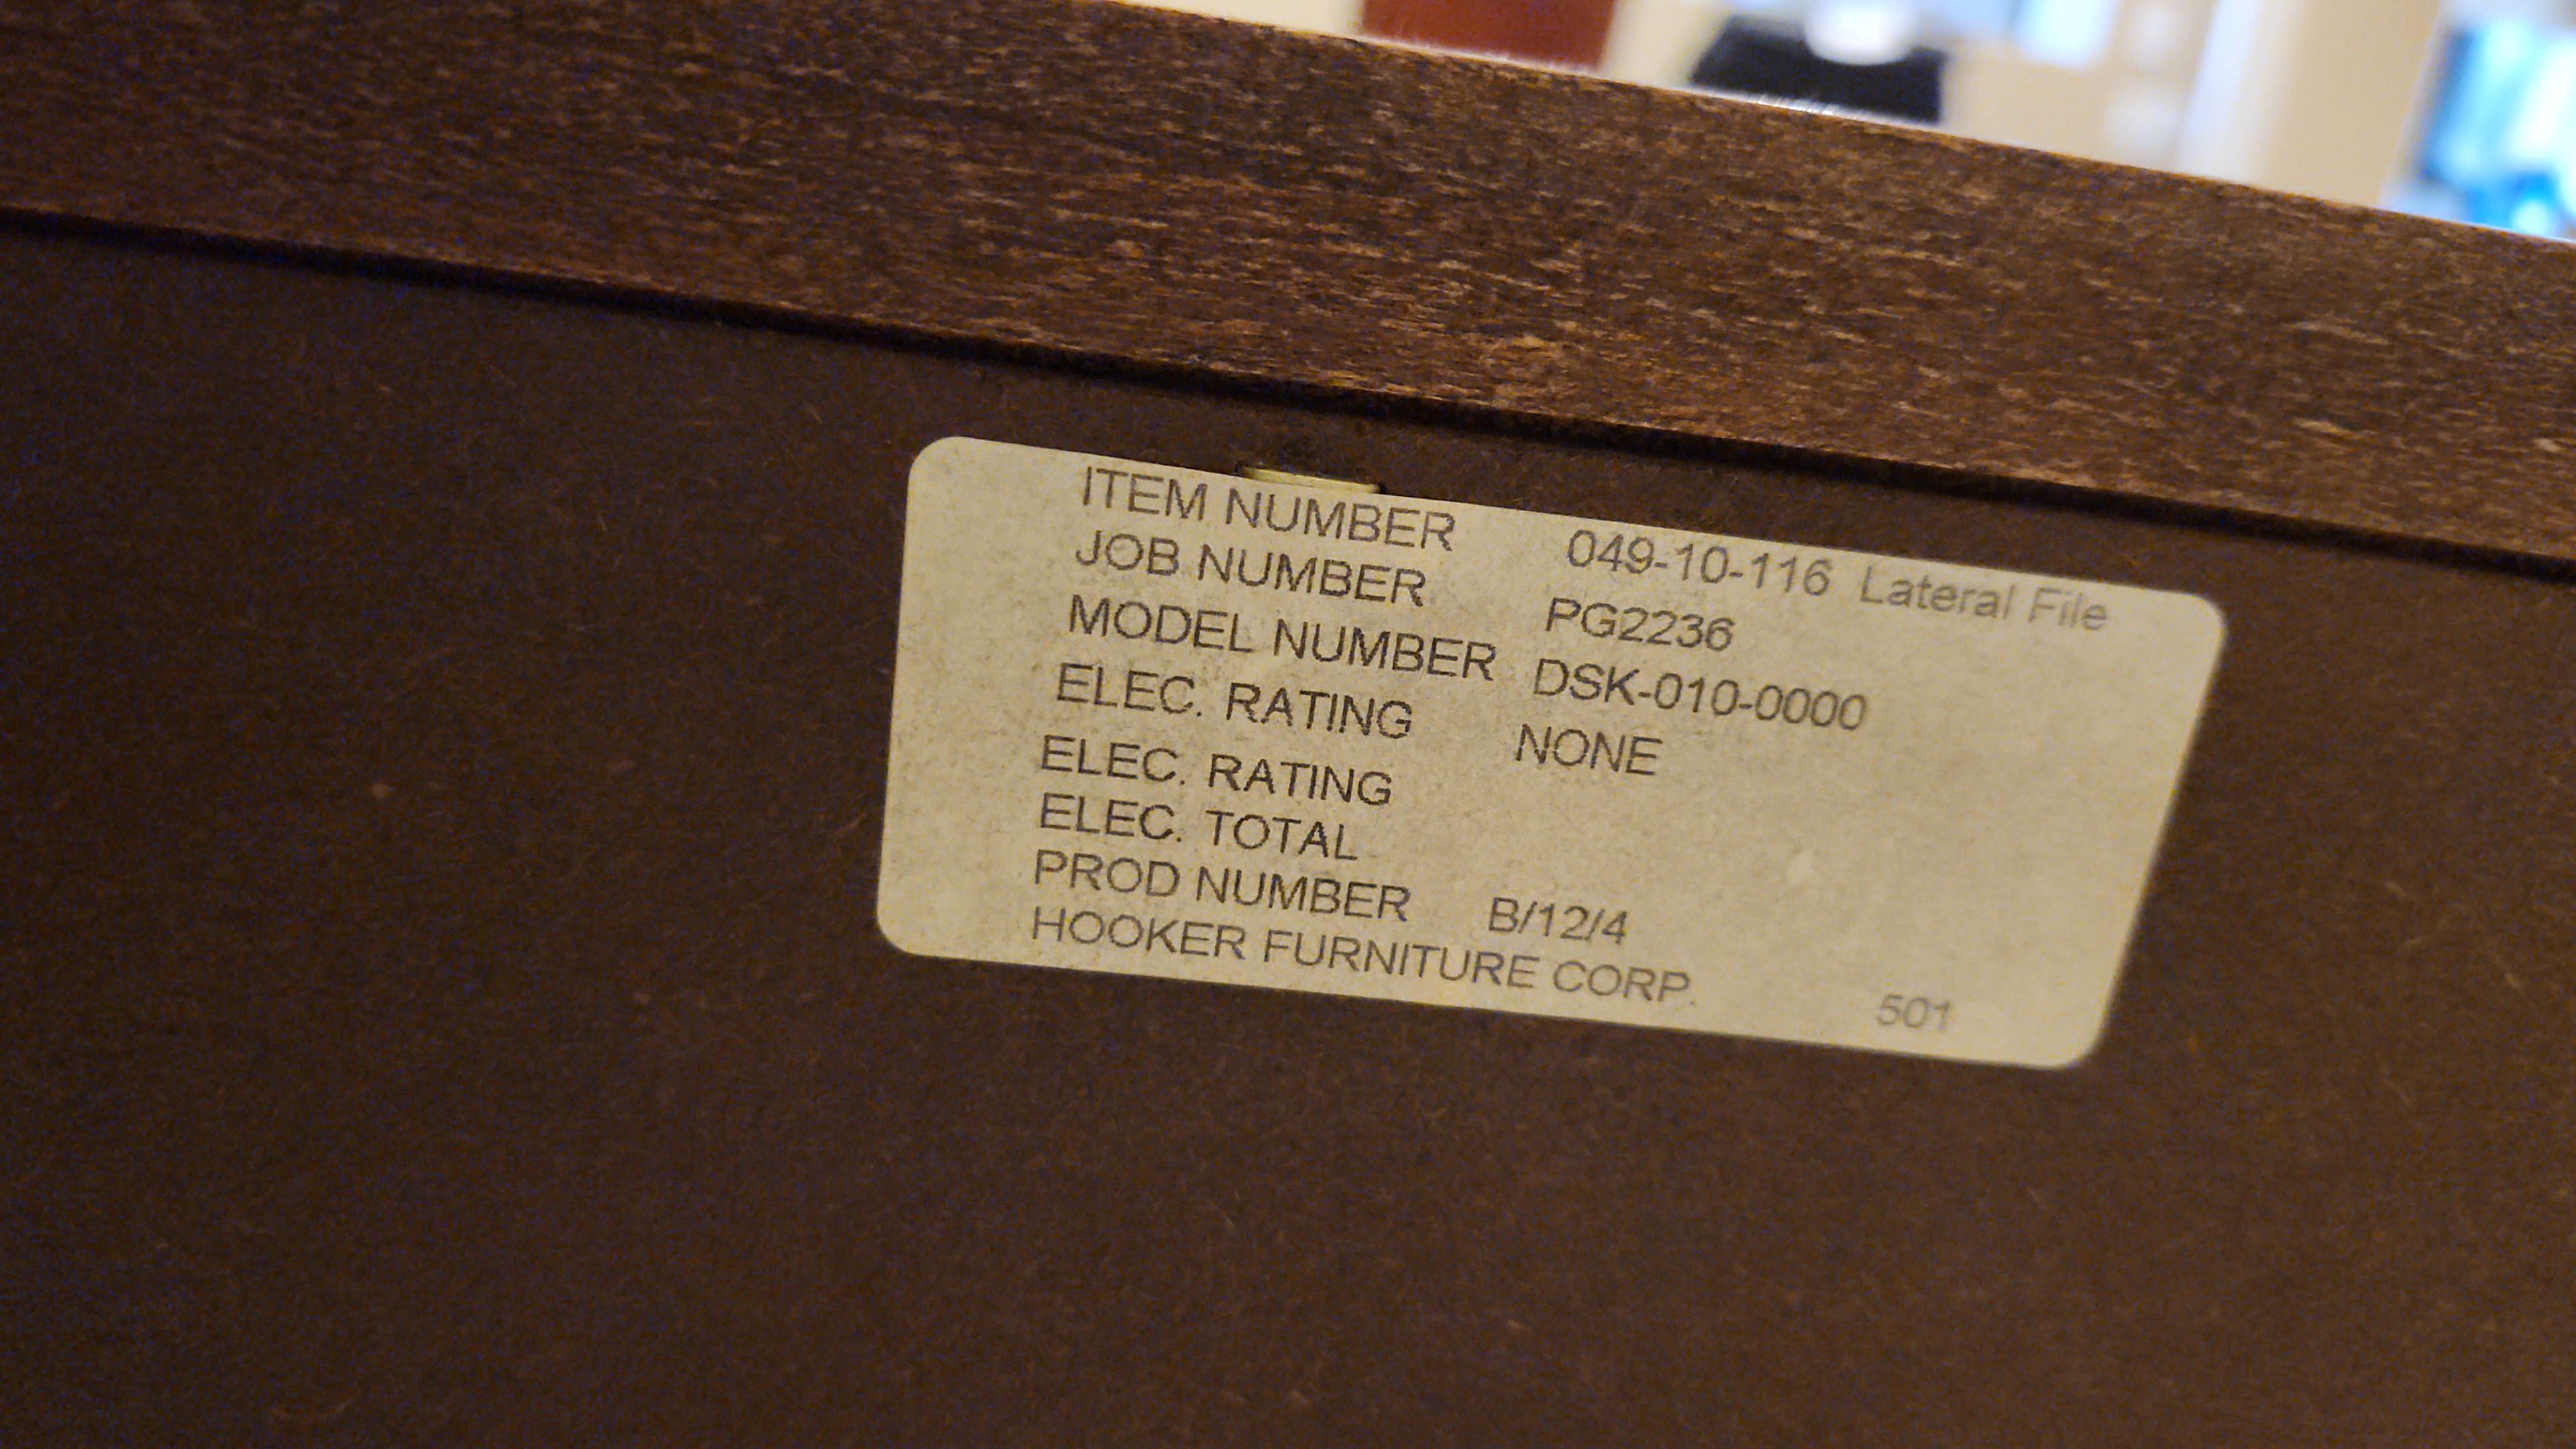 ITEM NUMBER 049-10-116 Lateral File
JOB NUMBER PG2236
MODEL NUMBER DSK-010-0000
ELEC. RATING NONE
ELEC. RATING
ELEC. TOTAL
PROD NUMBER B/12/4
HOOKER FURNITURE CORP. 501